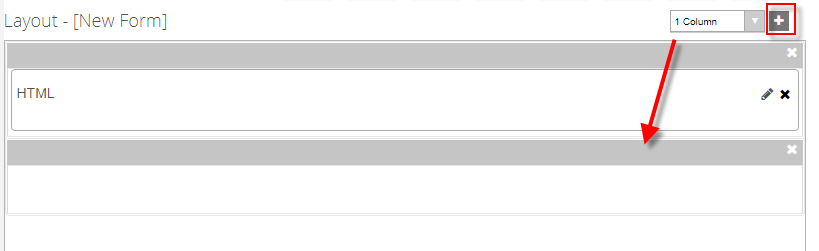 Layout - [New Form]
1 Column
HTML